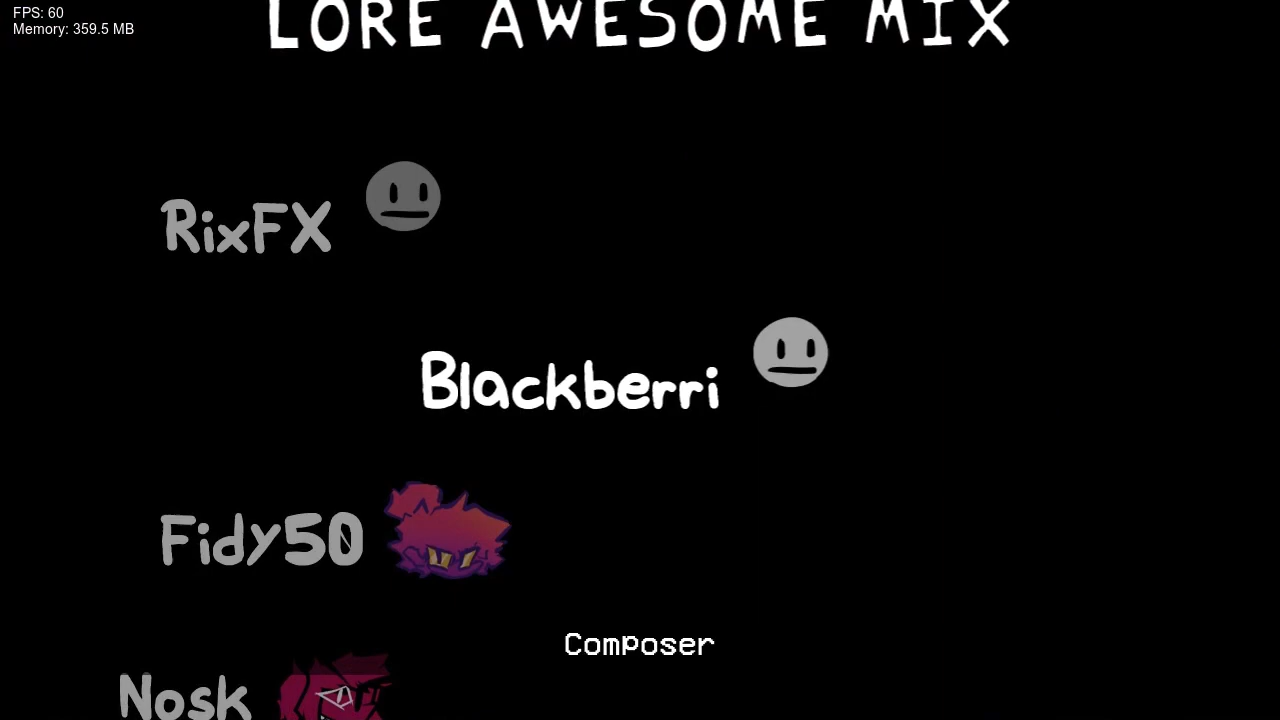 FPS: 60
Memory: 359.5 MB
LORE AWESOME MIX
RixFX
Blackberri
Fidy50
Composer
Nosk